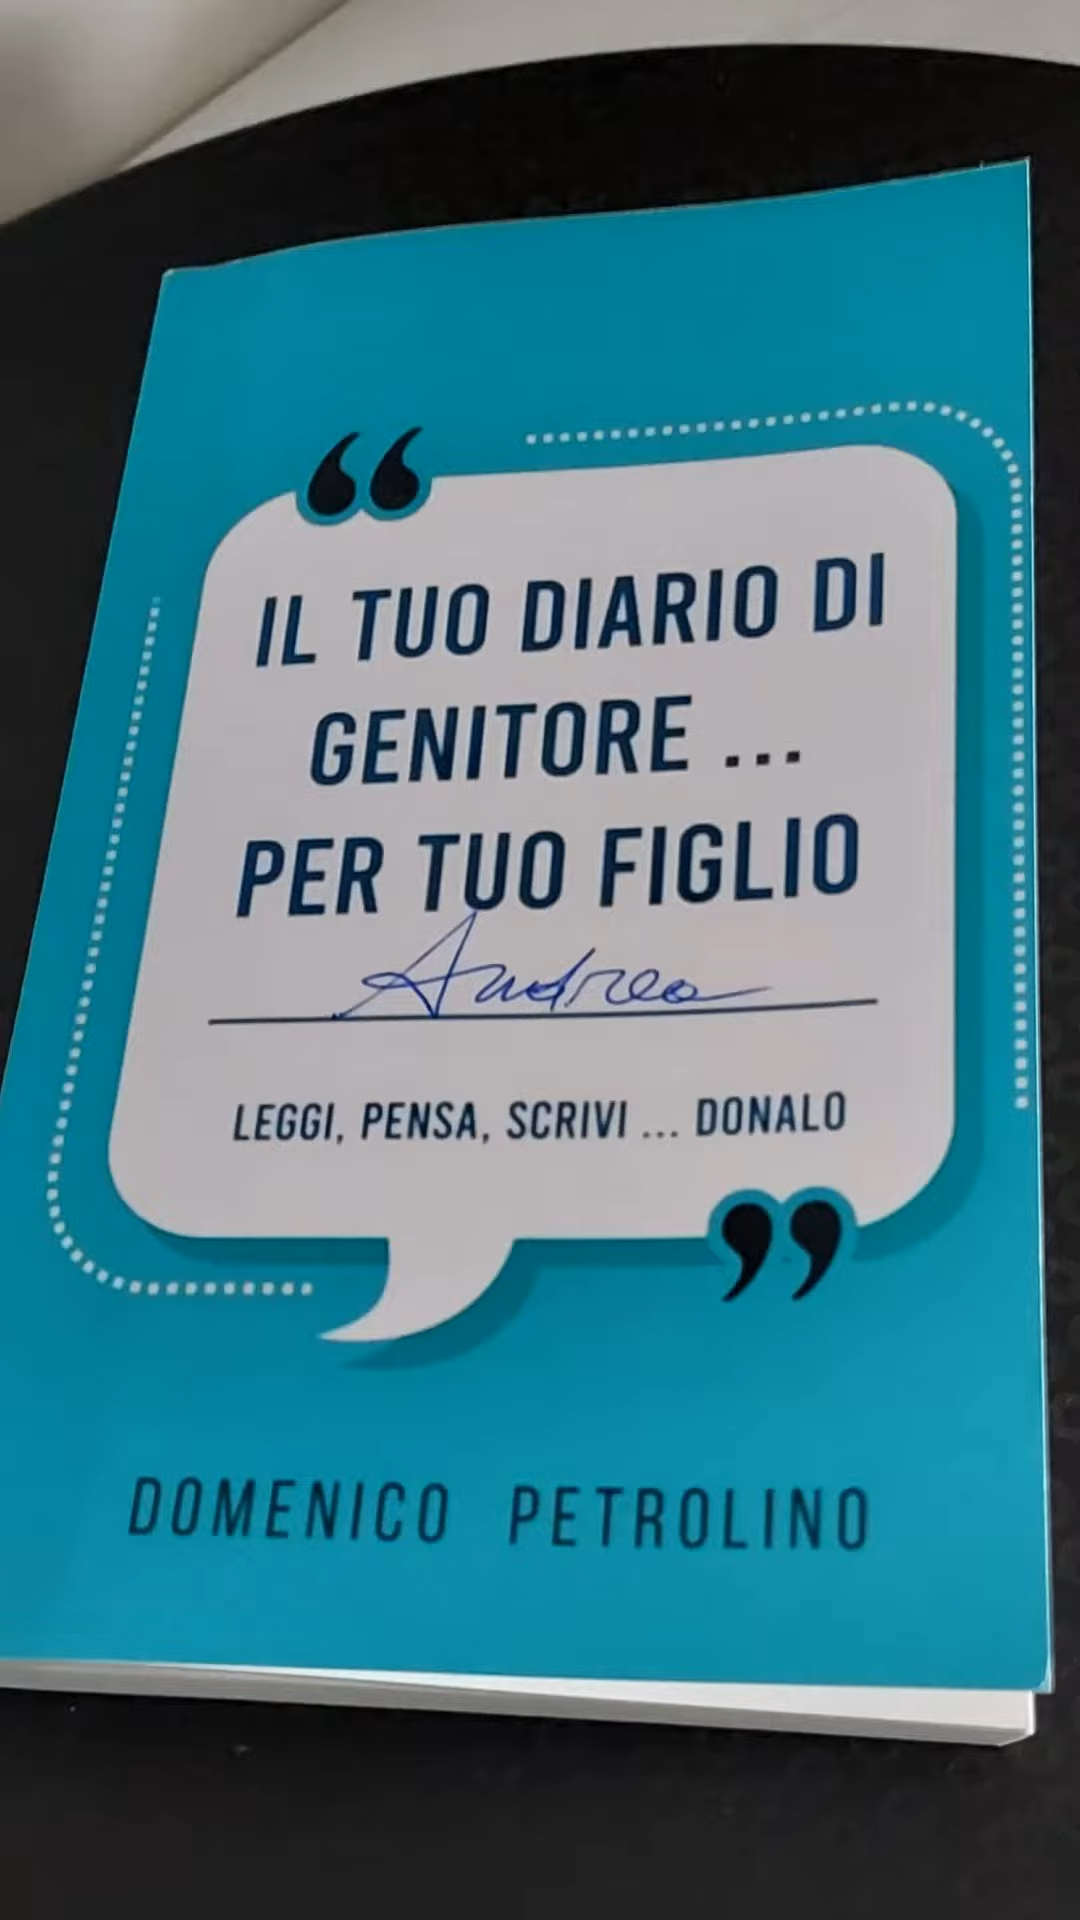 “
IL TUO DIARIO DI
GENITORE ...
PER TUO FIGLIO
Andrea
LEGGI, PENSA, SCRIVI ... DONALO
”
DOMENICO PETROLINO